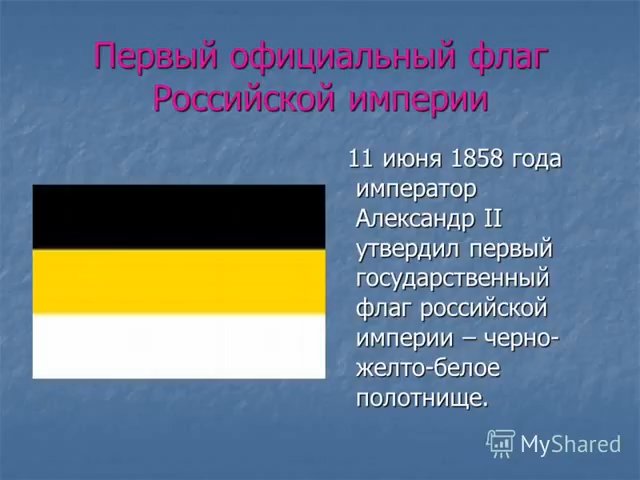 Первый официальный флаг
Российской империи
11 июня 1858 года
император
Александр II
утвердил первый
государственный
флаг российской
империи – черно-
желто-белое
полотнище.
MyShared